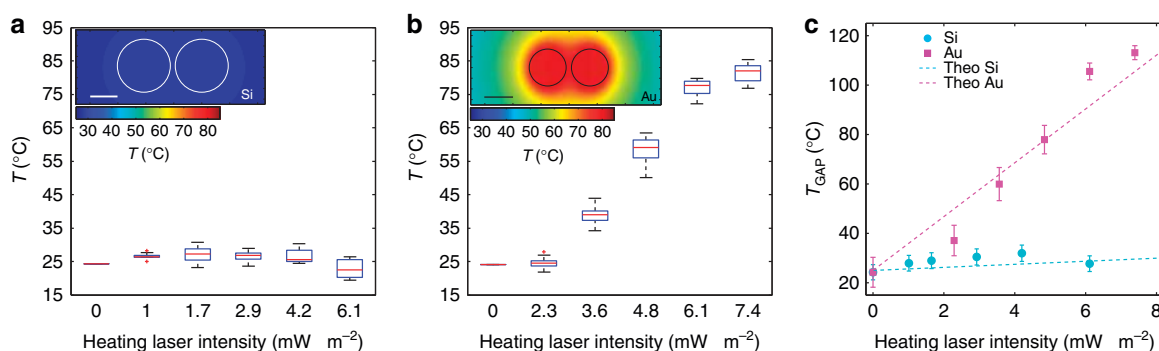 a
95
85
75
65
55
45
35
25
15
T (°C)
Si
30 40 50 60 70 80
T (°C)
0 1 1.7 2.9 4.2 6.1
Heating laser intensity (mW m⁻²)
b
95
85
75
65
55
45
35
25
15
T (°C)
Au
30 40 50 60 70 80
T (°C)
0 2.3 3.6 4.8 6.1 7.4
Heating laser intensity (mW m⁻²)
c
120
100
80
60
40
20
T_GAP (°C)
Si
Au
Theo Si
Theo Au
0 2 4 6 8
Heating laser intensity (mW m⁻²)